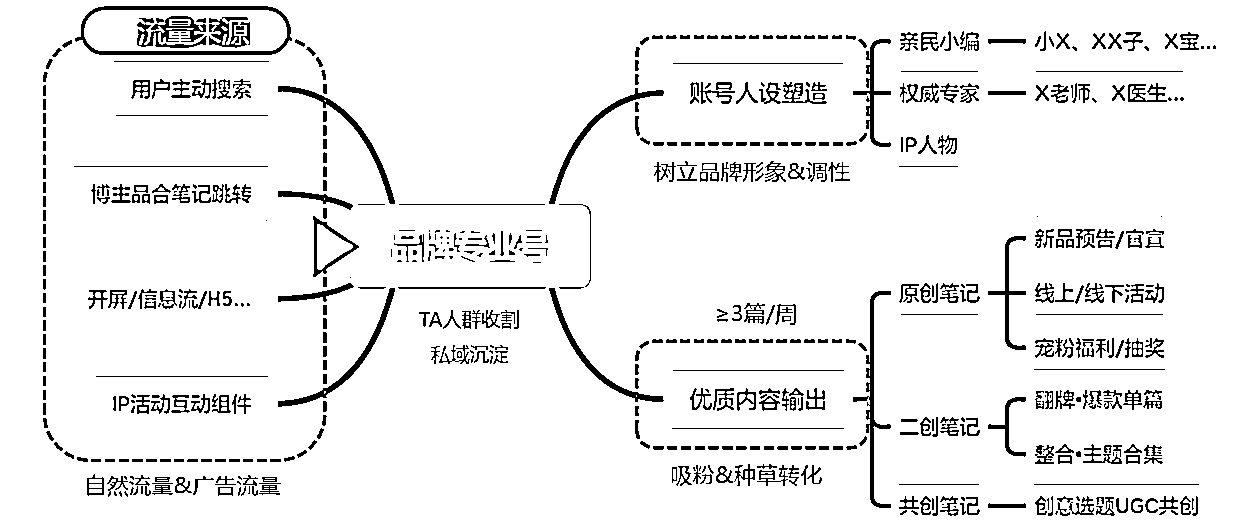 流量来源
用户主动搜索
博主品合笔记跳转
开屏/信息流/H5...
IP活动互动组件
自然流量&广告流量
品牌专业号
TA人群收割
私域沉淀
账号人设塑造
树立品牌形象&调性
亲民小编
小X、XX子、X宝...
权威专家
X老师、X医生...
IP人物
≥3篇/周
优质内容输出
吸粉&种草转化
原创笔记
新品预告/官宣
线上/线下活动
宠粉福利/抽奖
二创笔记
翻牌·爆款单篇
整合·主题合集
共创笔记
创意选题UGC共创